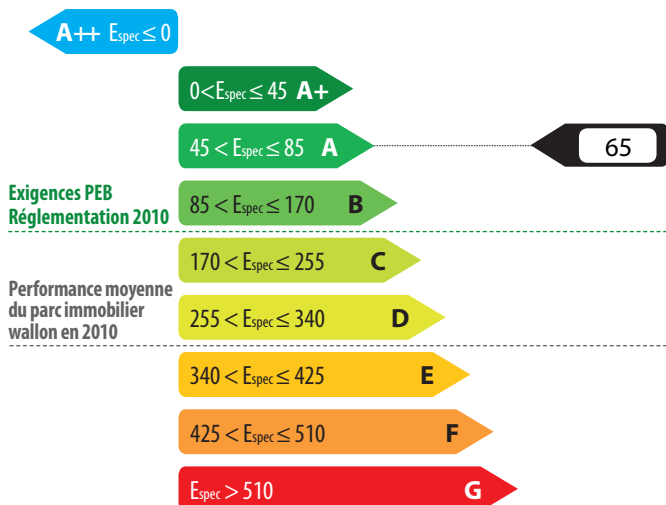 A++ Espec ≤ 0
0 < Espec ≤ 45 A+
45 < Espec ≤ 85 A
65
Exigences PEB
Réglementation 2010
85 < Espec ≤ 170 B
170 < Espec ≤ 255 C
Performance moyenne
du parc immobilier
wallon en 2010
255 < Espec ≤ 340 D
340 < Espec ≤ 425 E
425 < Espec ≤ 510 F
Espec > 510 G